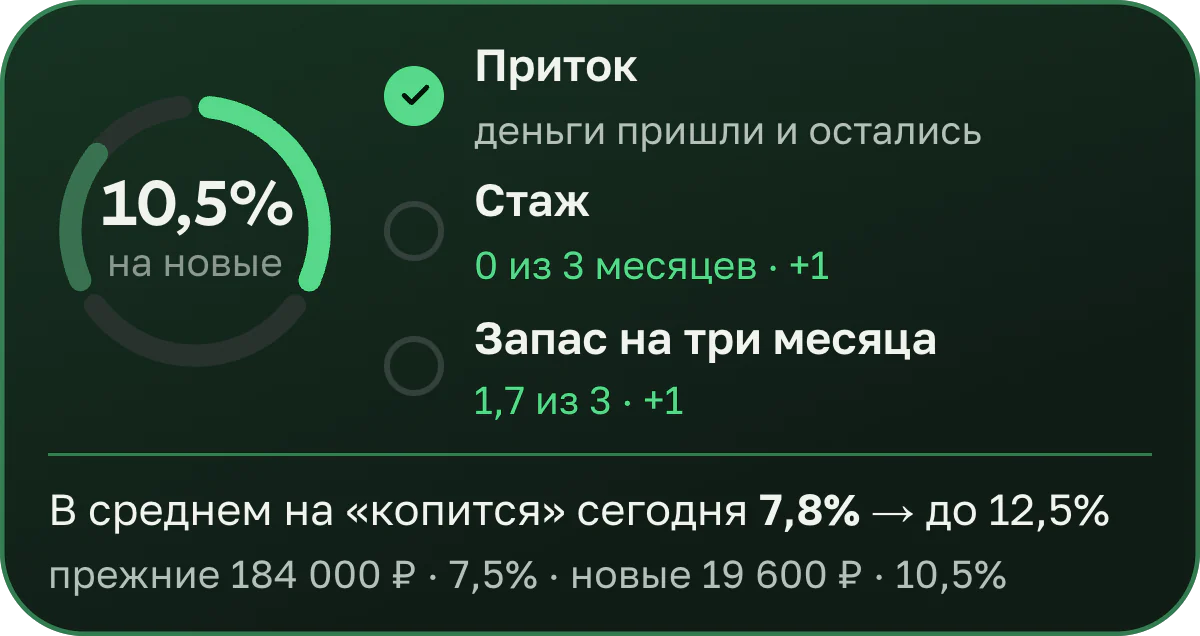 10,5%
на новые
Приток
деньги пришли и остались
Стаж
0 из 3 месяцев · +1
Запас на три месяца
1,7 из 3 · +1
В среднем на «копится» сегодня 7,8% → до 12,5%
прежние 184 000 ₽ · 7,5% · новые 19 600 ₽ · 10,5%